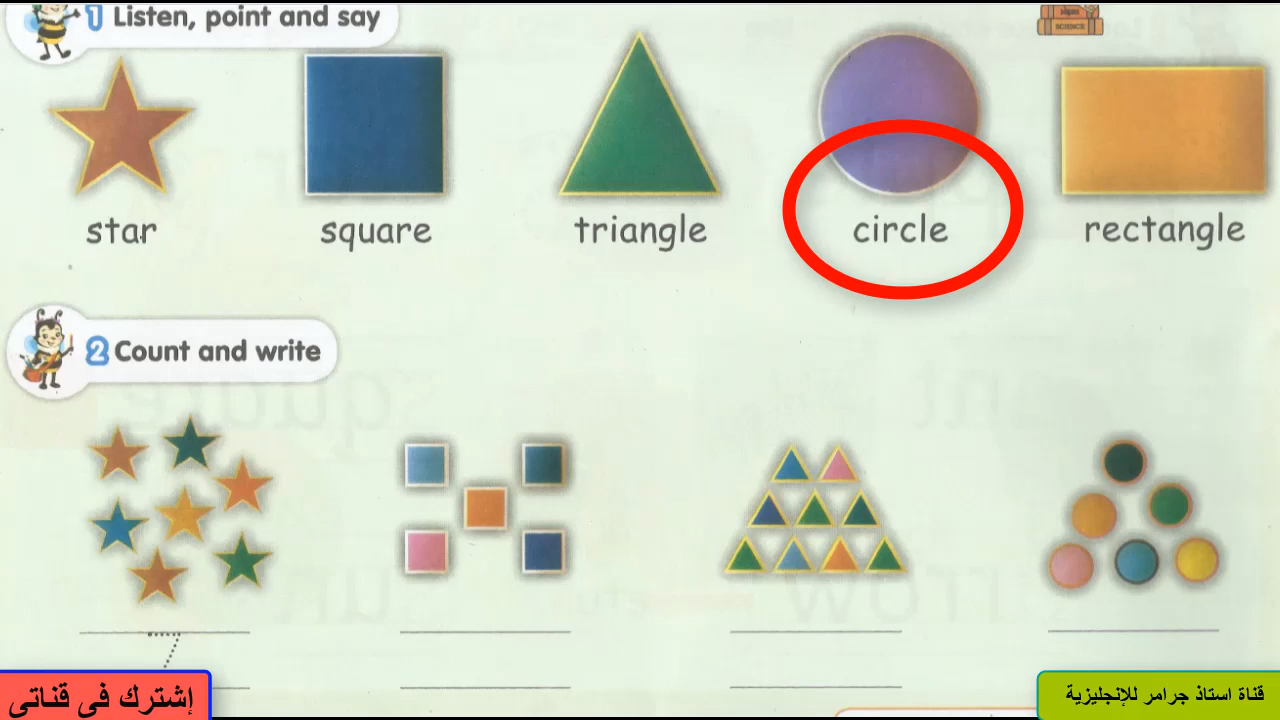 1 Listen, point and say
SCIENCE
star square triangle circle rectangle
2 Count and write
7
إشترك فى قناتى
قناة استاذ جرامر للإنجليزية